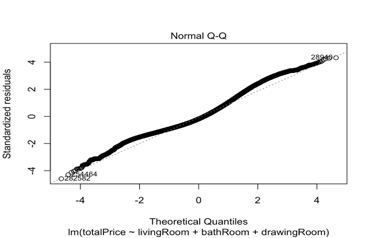 Normal Q-Q
Standardized residuals
4
2
0
-2
-4
-4
-2
0
2
4
Theoretical Quantiles
lm(totalPrice ~ livingRoom + bathRoom + drawingRoom)